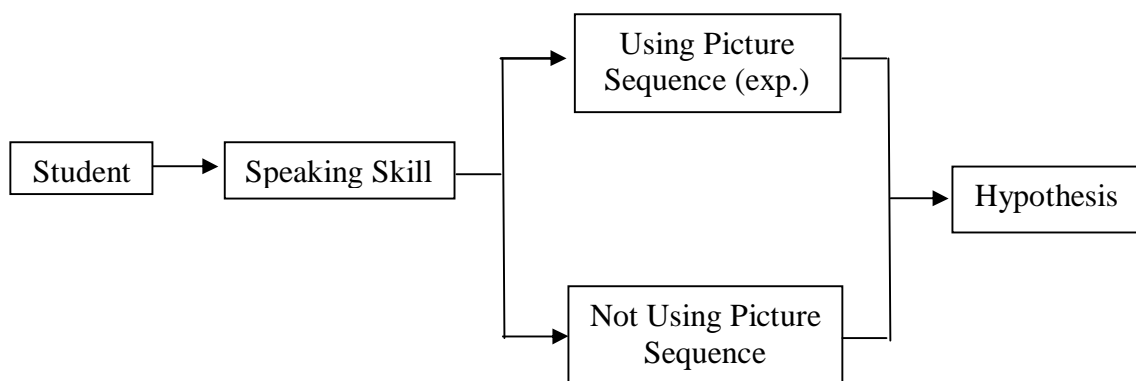 Using Picture
Sequence (exp.)
Student
Speaking Skill
Hypothesis
Not Using Picture
Sequence